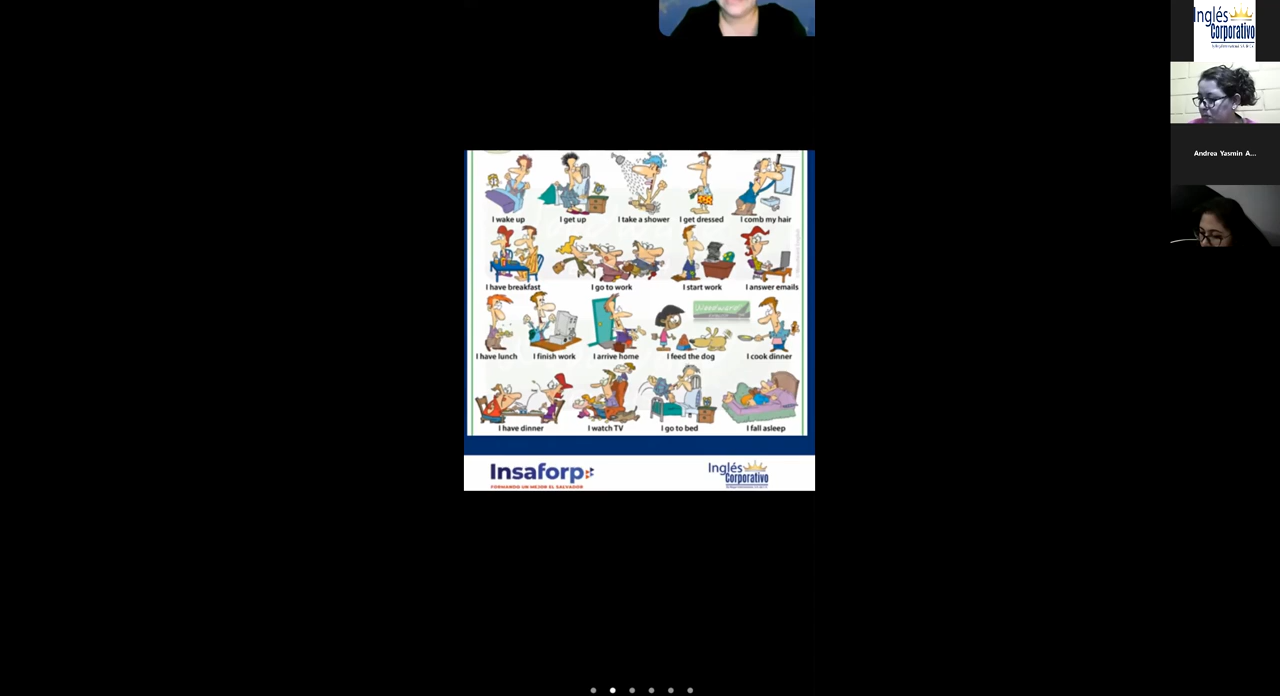 Inglés
Corporativo
Andrea Yasmin A...
I wake up
I get up
I take a shower
I get dressed
I comb my hair
I have breakfast
I go to work
I start work
I answer emails
I have lunch
I finish work
I arrive home
I feed the dog
I cook dinner
I have dinner
I watch TV
I go to bed
I fall asleep
Insaforp
FORMANDO UN MEJOR EL SALVADOR
Inglés
Corporativo